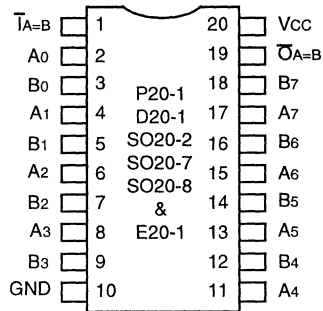 ĪA=B 1 20 VCC
A0 2 19 ŌA=B
B0 3 18 B7
P20-1
A1 4 D20-1 17 A7
B1 5 SO20-2 16 B6
SO20-7
A2 6 15 A6
SO20-8
B2 7 & 14 B5
A3 8 E20-1 13 A5
B3 9 12 B4
GND 10 11 A4